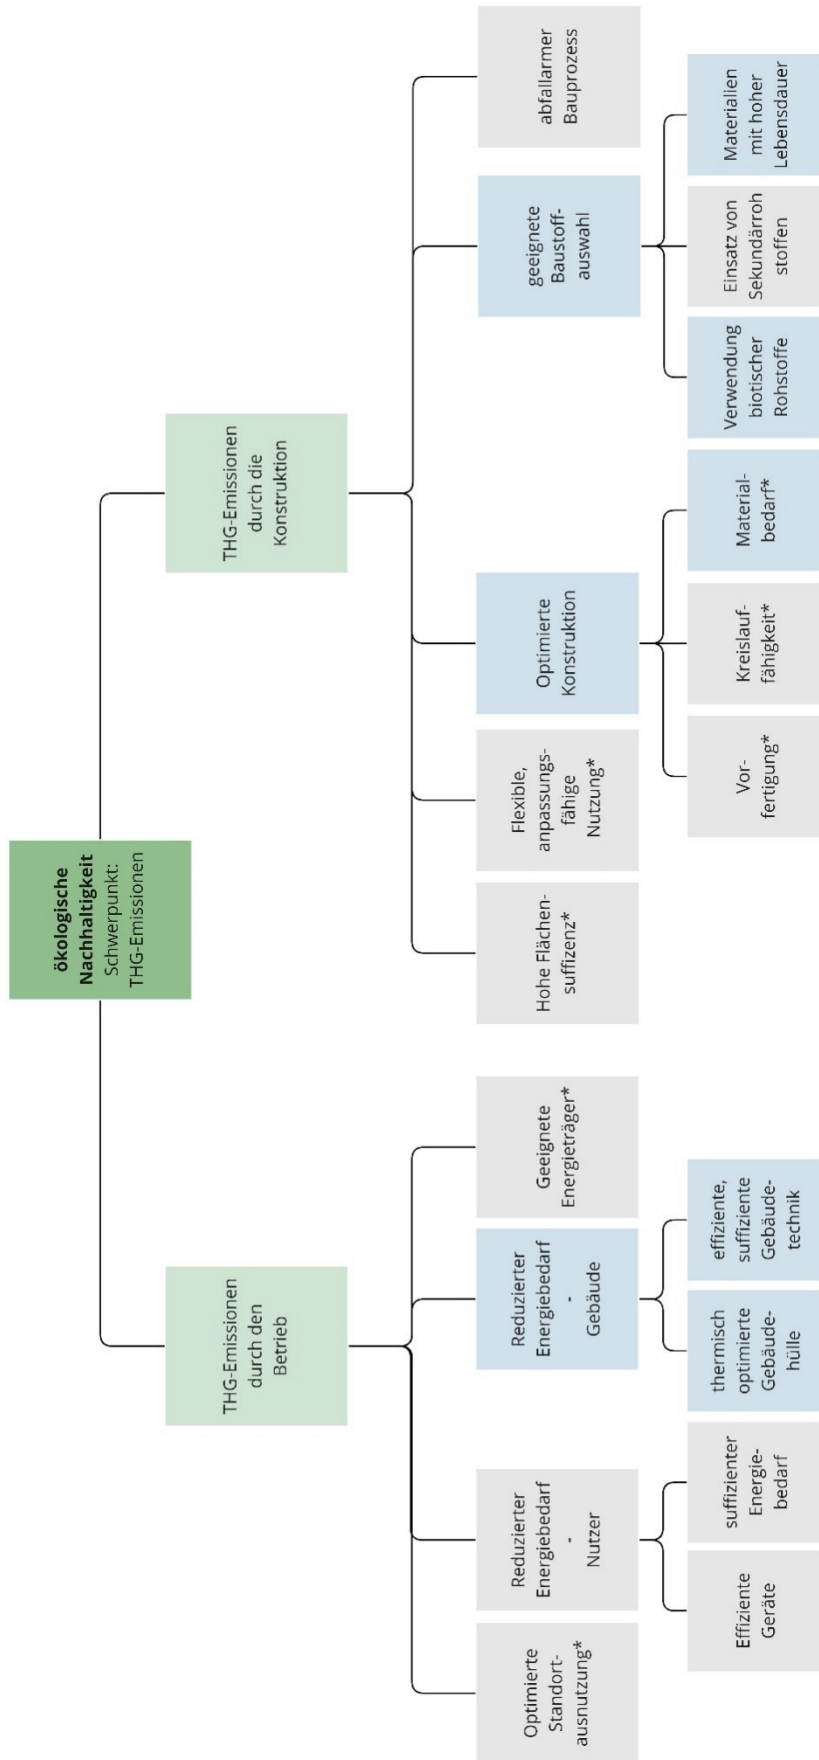 ökologische
Nachhaltigkeit
Schwerpunkt:
THG-Emissionen
THG-Emissionen
durch den
Betrieb
THG-Emissionen
durch die
Konstruktion
Optimierte
Standort-
ausnutzung*
Reduzierter
Energiebedarf
-
Nutzer
Reduzierter
Energiebedarf
-
Gebäude
Geeignete
Energieträger*
Hohe Flächen-
suffizenz*
Flexible,
anpassungs-
fähige
Nutzung*
Optimierte
Konstruktion
geeignete
Baustoff-
auswahl
abfallarmer
Bauprozess
Effiziente
Geräte
suffizienter
Energie-
bedarf
thermisch
optimierte
Gebäude-
hülle
effiziente,
suffiziente
Gebäude-
technik
Vor-
fertigung*
Kreislauf-
fähigkeit*
Material-
bedarf*
Verwendung
biotischer
Rohstoffe
Einsatz von
Sekundärroh
stoffen
Materialien
mit hoher
Lebensdauer